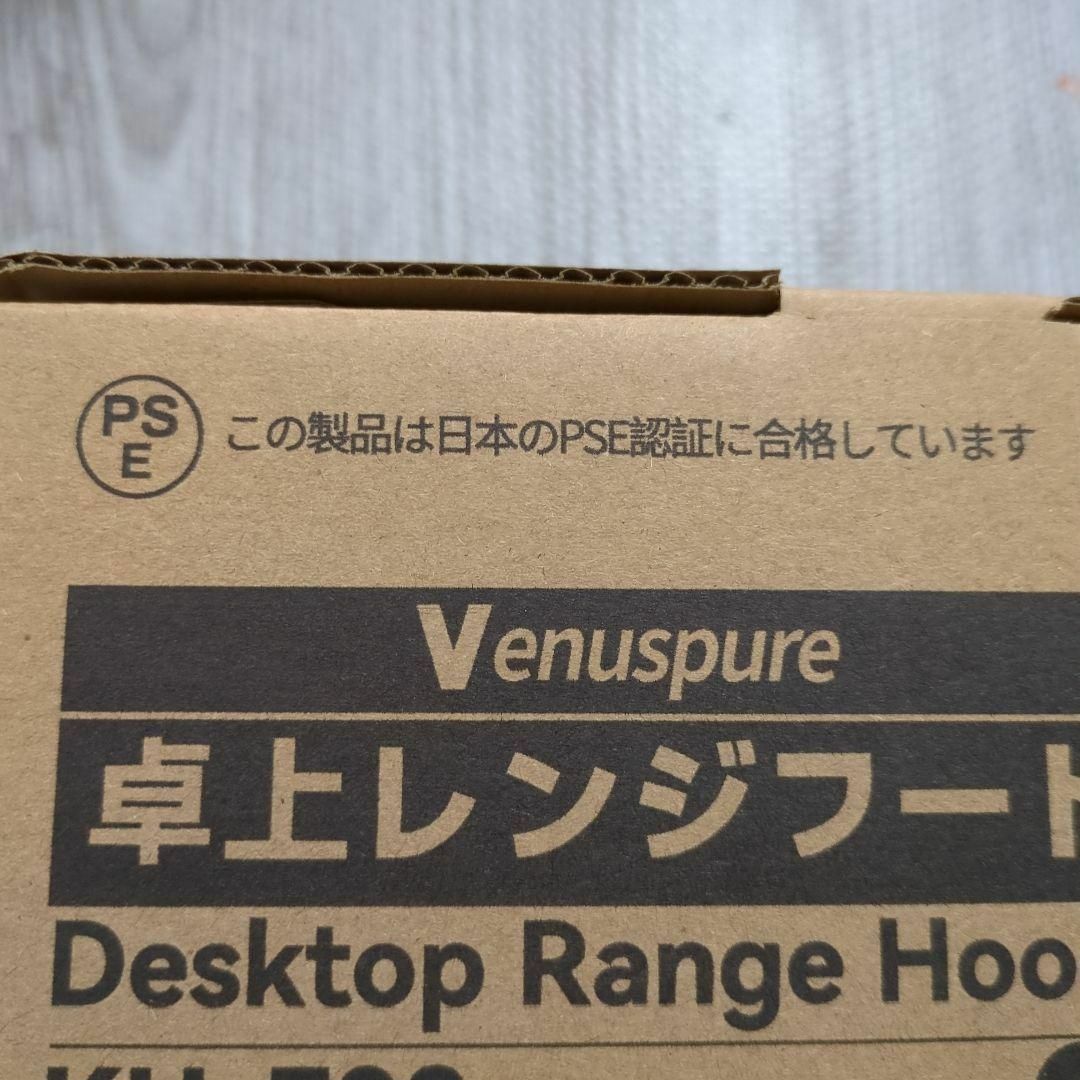 PS
E
この製品は日本のPSE認証に合格しています
Venuspure
卓上レンジフード
Desktop Range Hoo